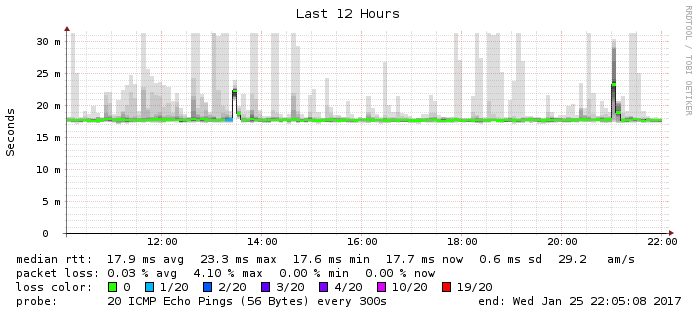 Last 12 Hours
RRDTOOL / TOBI OETIKER
Seconds
30 m
25 m
20 m
15 m
10 m
5 m
0
12:00 14:00 16:00 18:00 20:00 22:00
median rtt: 17.9 ms avg 23.3 ms max 17.6 ms min 17.7 ms now 0.6 ms sd 29.2 am/s
packet loss: 0.03 % avg 4.10 % max 0.00 % min 0.00 % now
loss color: 0 1/20 2/20 3/20 4/20 10/20 19/20
probe: 20 ICMP Echo Pings (56 Bytes) every 300s end: Wed Jan 25 22:05:08 2017